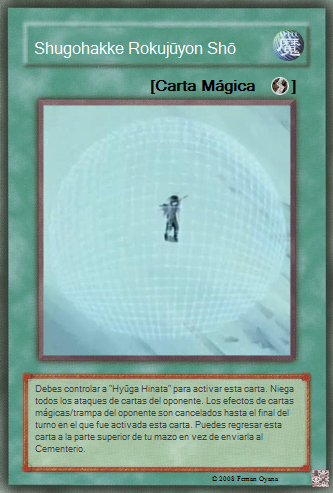 Shugohakke Rokujūyon Shō
魔
[Carta Mágica ]
Debes controlar a "Hyūga Hinata" para activar esta carta. Niega
todos los ataques de cartas del oponente. Los efectos de cartas
mágicas/trampa del oponente son cancelados hasta el final del
turno en el que fue activada esta carta. Puedes regresar esta
carta a la parte superior de tu mazo en vez de enviarla al
Cementerio.
© 2008 Fernan Oyana